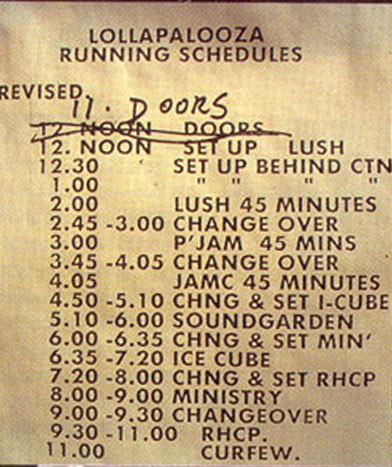 LOLLAPALOOZA
RUNNING SCHEDULES
REVISED
11. DOORS
12. NOON DOORS
12. NOON SET UP LUSH
12.30 SET UP BEHIND CTN
1.00 " " " "
2.00 LUSH 45 MINUTES
2.45 -3.00 CHANGE OVER
3.00 P'JAM 45 MINS
3.45 -4.05 CHANGE OVER
4.05 JAMC 45 MINUTES
4.50 -5.10 CHNG & SET I-CUBE
5.10 -6.00 SOUNDGARDEN
6.00 -6.35 CHNG & SET MIN'
6.35 -7.20 ICE CUBE
7.20 -8.00 CHNG & SET RHCP
8.00 -9.00 MINISTRY
9.00 -9.30 CHANGEOVER
9.30 -11.00 RHCP.
11.00 CURFEW.